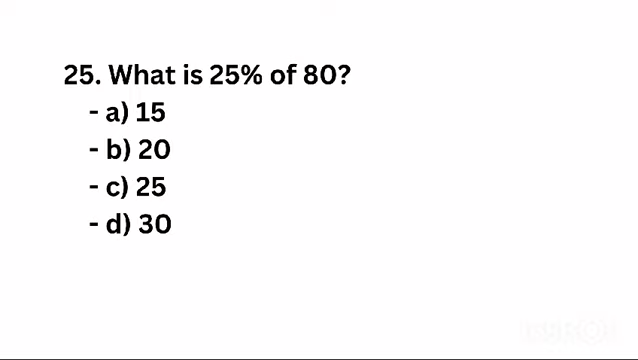 25. What is 25% of 80?
- a) 15
- b) 20
- c) 25
- d) 30